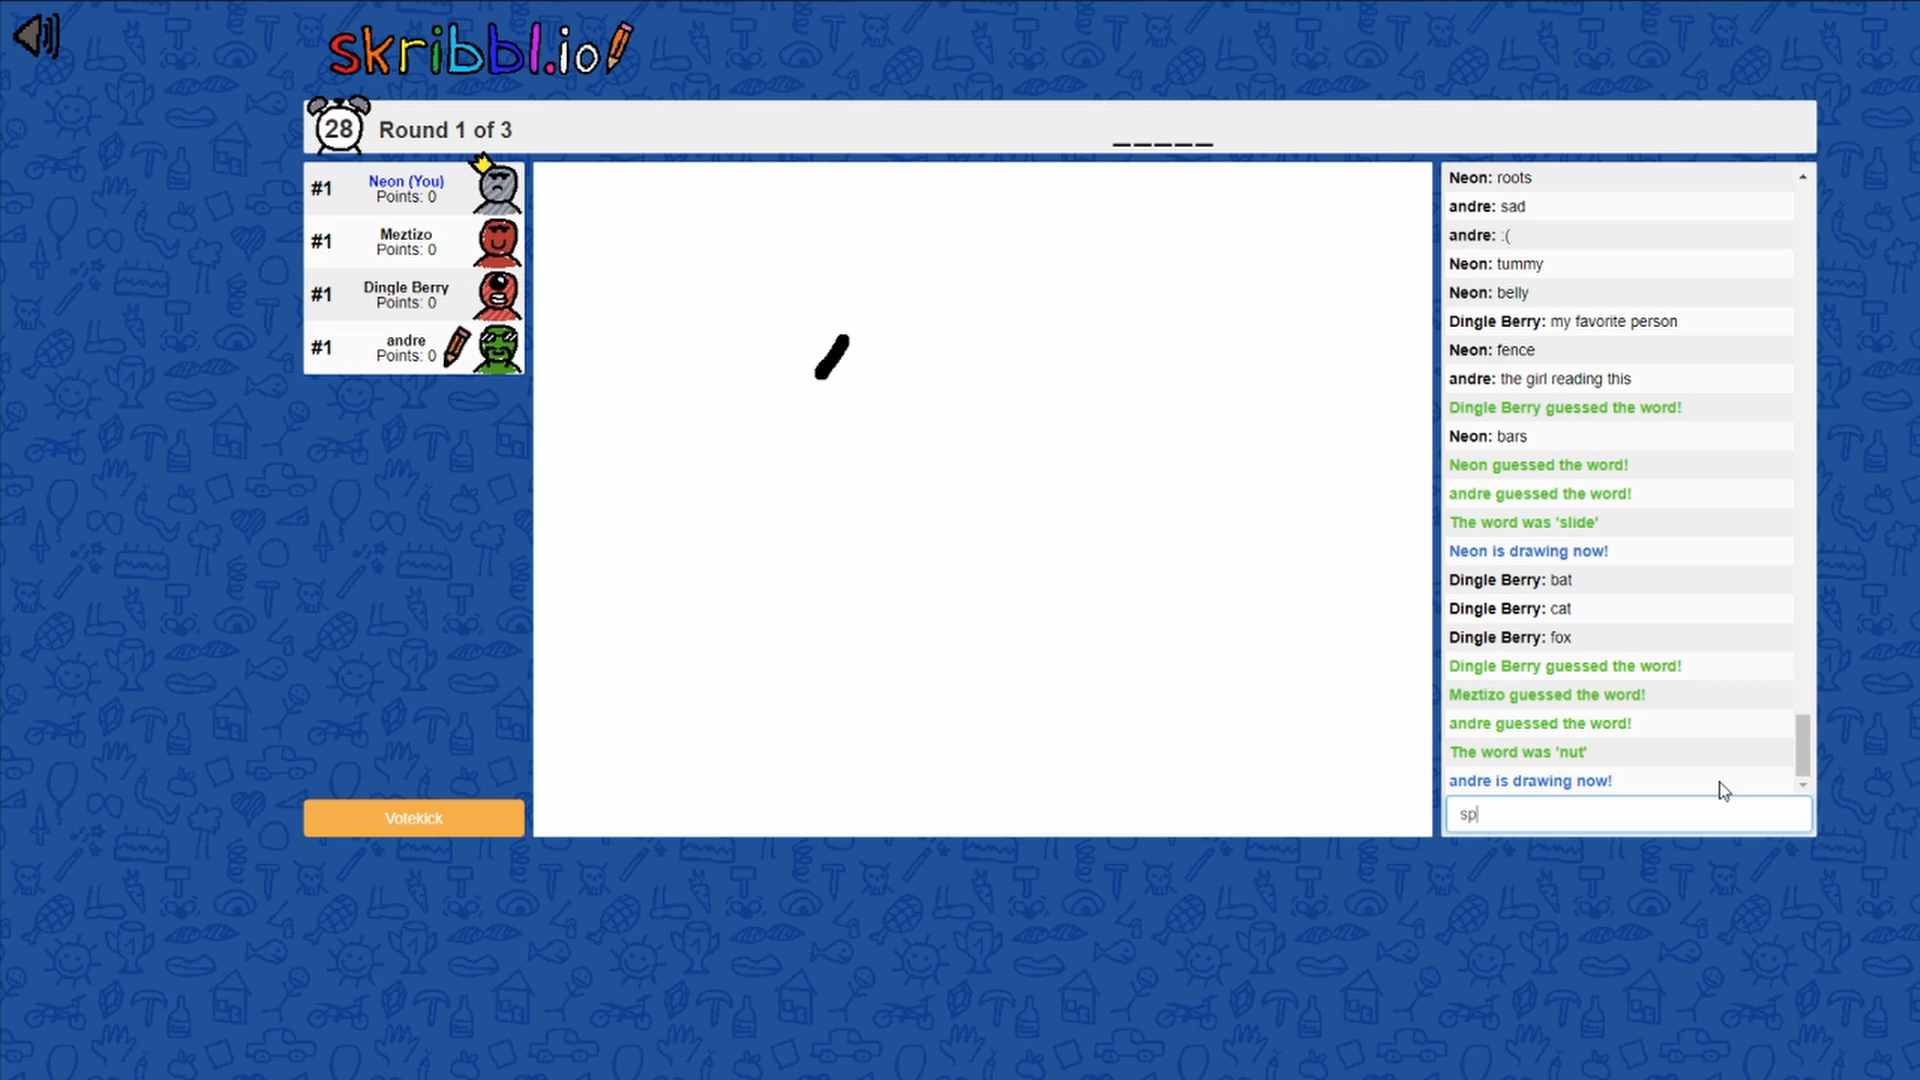 skribbl.io
28 Round 1 of 3 _____
#1 Neon (You)
Points: 0
#1 Meztizo
Points: 0
#1 Dingle Berry
Points: 0
#1 andre
Points: 0
Votekick
Neon: roots
andre: sad
andre: :(
Neon: tummy
Neon: belly
Dingle Berry: my favorite person
Neon: fence
andre: the girl reading this
Dingle Berry guessed the word!
Neon: bars
Neon guessed the word!
andre guessed the word!
The word was 'slide'
Neon is drawing now!
Dingle Berry: bat
Dingle Berry: cat
Dingle Berry: fox
Dingle Berry guessed the word!
Meztizo guessed the word!
andre guessed the word!
The word was 'nut'
andre is drawing now!
sp